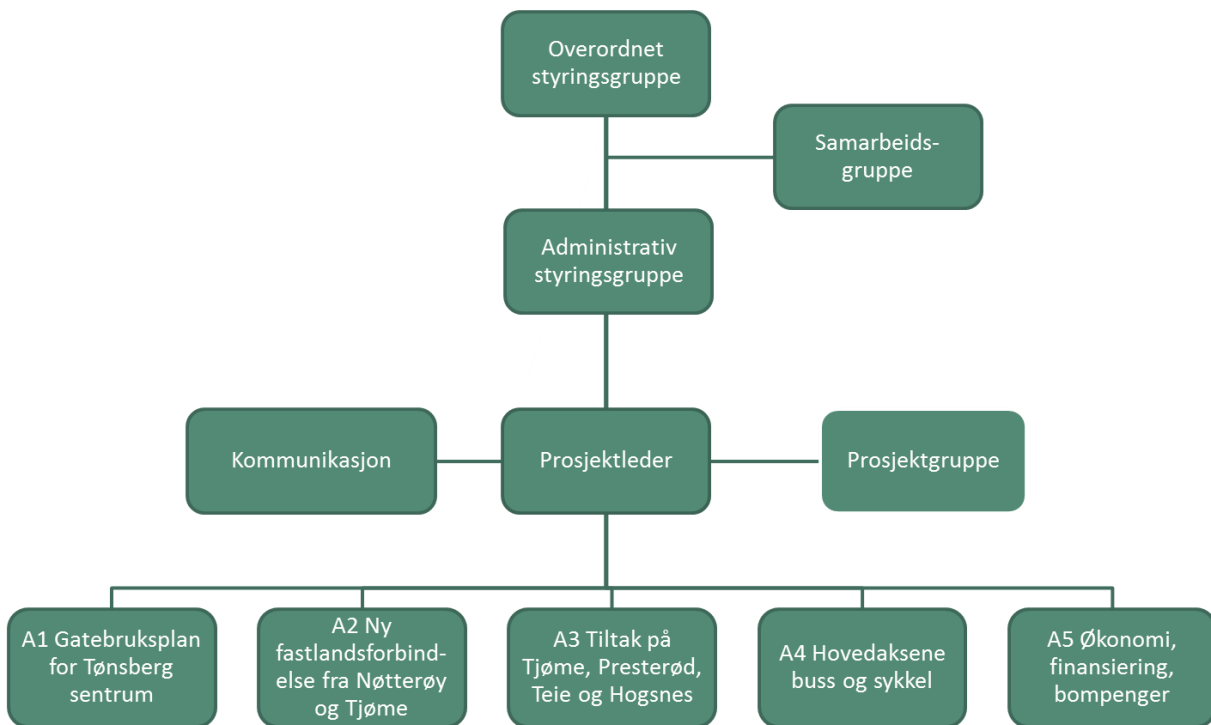 Overordnet
styringsgruppe
Samarbeids-
gruppe
Administrativ
styringsgruppe
Kommunikasjon
Prosjektleder
Prosjektgruppe
A1 Gatebruksplan
for Tønsberg
sentrum
A2 Ny
fastlandsforbind-
else fra Nøtterøy
og Tjøme
A3 Tiltak på
Tjøme, Presterød,
Teie og Hogsnes
A4 Hovedaksene
buss og sykkel
A5 Økonomi,
finansiering,
bompenger